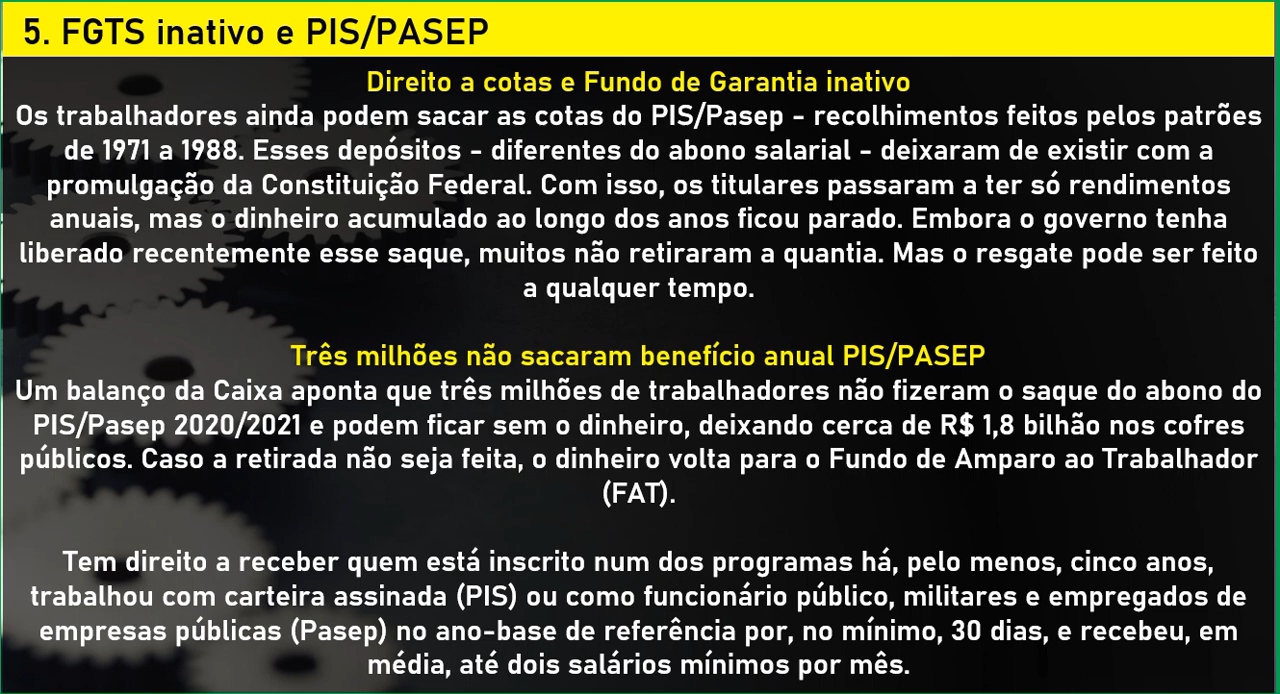 5. FGTS inativo e PIS/PASEP
Direito a cotas e Fundo de Garantia inativo
Os trabalhadores ainda podem sacar as cotas do PIS/Pasep - recolhimentos feitos pelos patrões
de 1971 a 1988. Esses depósitos - diferentes do abono salarial - deixaram de existir com a
promulgação da Constituição Federal. Com isso, os titulares passaram a ter só rendimentos
anuais, mas o dinheiro acumulado ao longo dos anos ficou parado. Embora o governo tenha
liberado recentemente esse saque, muitos não retiraram a quantia. Mas o resgate pode ser feito
a qualquer tempo.
Três milhões não sacaram benefício anual PIS/PASEP
Um balanço da Caixa aponta que três milhões de trabalhadores não fizeram o saque do abono do
PIS/Pasep 2020/2021 e podem ficar sem o dinheiro, deixando cerca de R$ 1,8 bilhão nos cofres
públicos. Caso a retirada não seja feita, o dinheiro volta para o Fundo de Amparo ao Trabalhador
(FAT).
Tem direito a receber quem está inscrito num dos programas há, pelo menos, cinco anos,
trabalhou com carteira assinada (PIS) ou como funcionário público, militares e empregados de
empresas públicas (Pasep) no ano-base de referência por, no mínimo, 30 dias, e recebeu, em
média, até dois salários mínimos por mês.